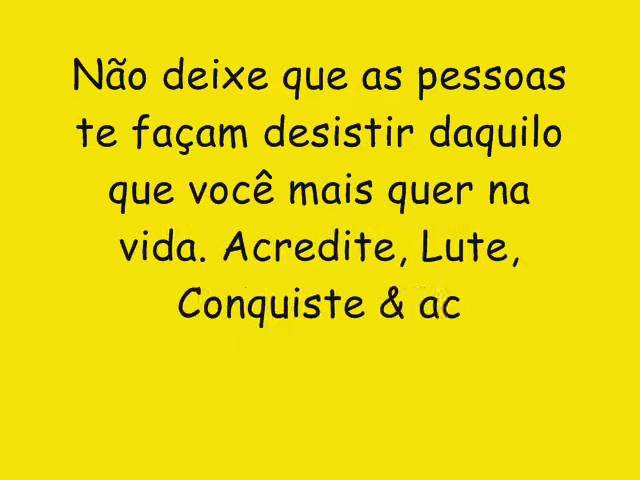 Não deixe que as pessoas
te façam desistir daquilo
que você mais quer na
vida. Acredite, Lute,
Conquiste & ac